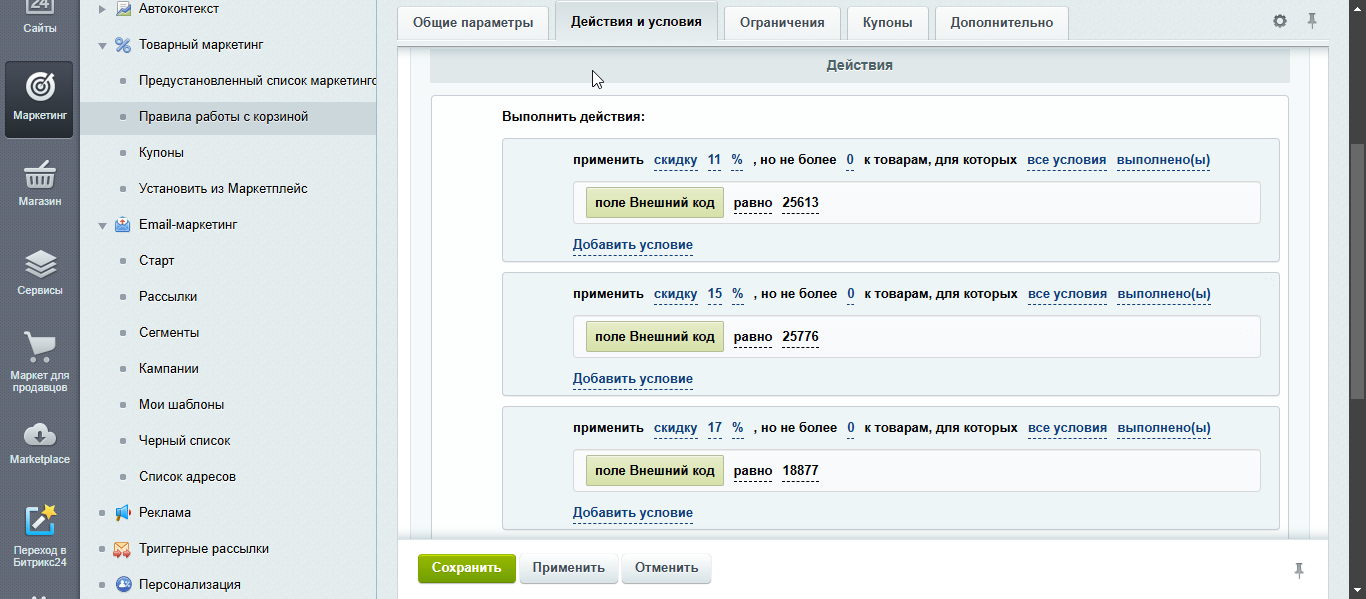 24
Сайты
Маркетинг
Магазин
Сервисы
Маркет для
продавцов
Marketplace
Переход в
Битрикс24
Автоконтекст
Товарный маркетинг
Предустановленный список маркетинго
Правила работы с корзиной
Купоны
Установить из Маркетплейс
Email-маркетинг
Старт
Рассылки
Сегменты
Кампании
Мои шаблоны
Черный список
Список адресов
Реклама
Триггерные рассылки
Персонализация
Общие параметры
Действия и условия
Ограничения
Купоны
Дополнительно
Действия
Выполнить действия:
применить скидку 11 % , но не более 0 к товарам, для которых все условия выполнено(ы)
поле Внешний код равно 25613
Добавить условие
применить скидку 15 % , но не более 0 к товарам, для которых все условия выполнено(ы)
поле Внешний код равно 25776
Добавить условие
применить скидку 17 % , но не более 0 к товарам, для которых все условия выполнено(ы)
поле Внешний код равно 18877
Добавить условие
Сохранить
Применить
Отменить